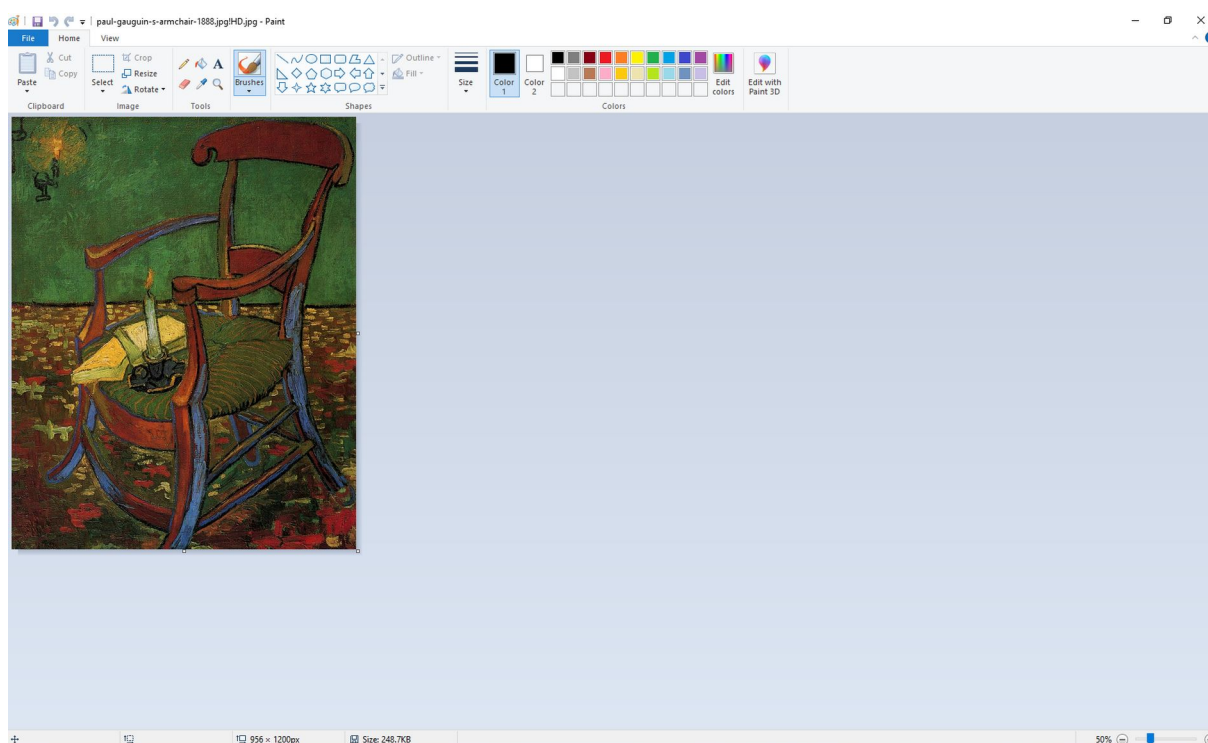 paul-gauguin-s-armchair-1888.jpg!HD.jpg - Paint
File Home View
Paste
Cut
Copy
Clipboard
Select
Crop
Resize
Rotate
Image
A
Tools
Brushes
Outline
Fill
Shapes
Size
Color 1
Color 2
Edit colors
Colors
Edit with Paint 3D
956 × 1200px Size: 248.7KB 50%